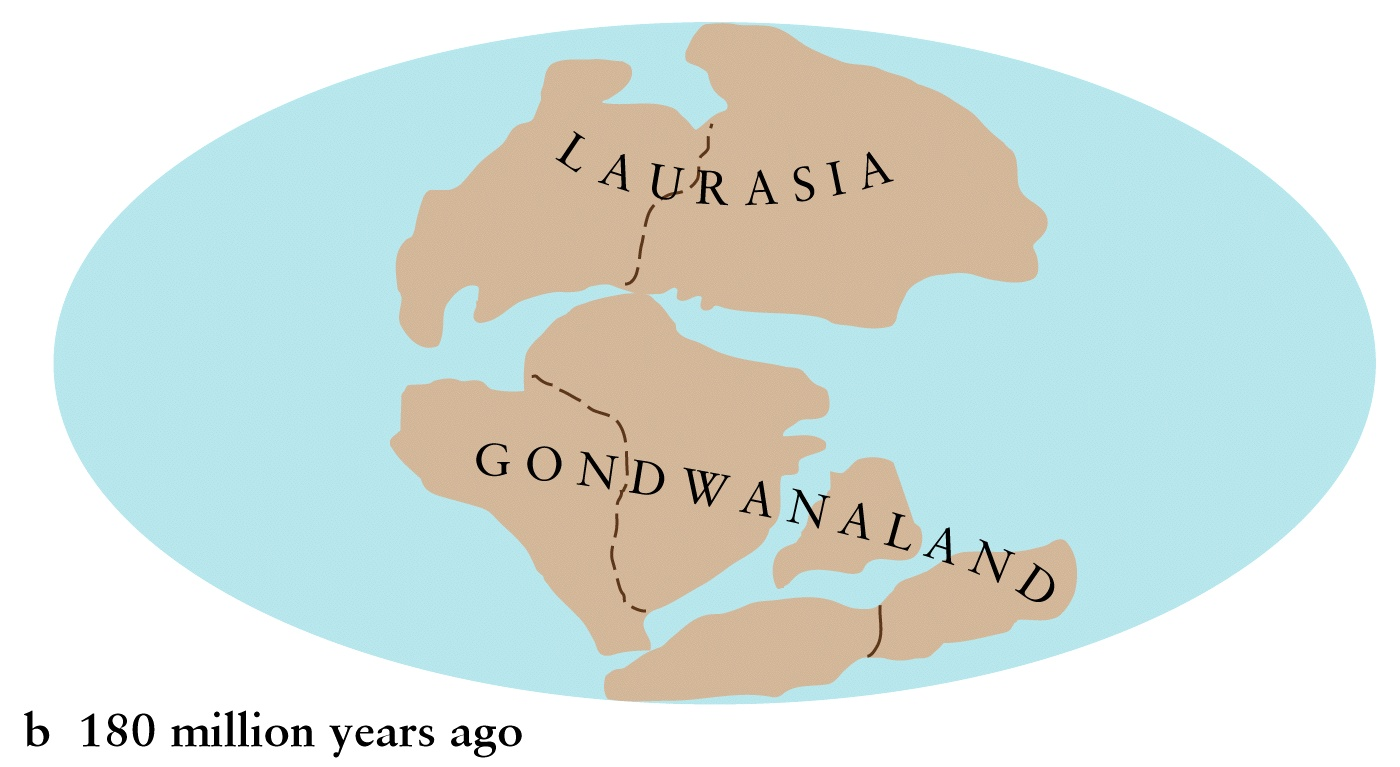 LAURASIA
GONDWANALAND
b 180 million years ago